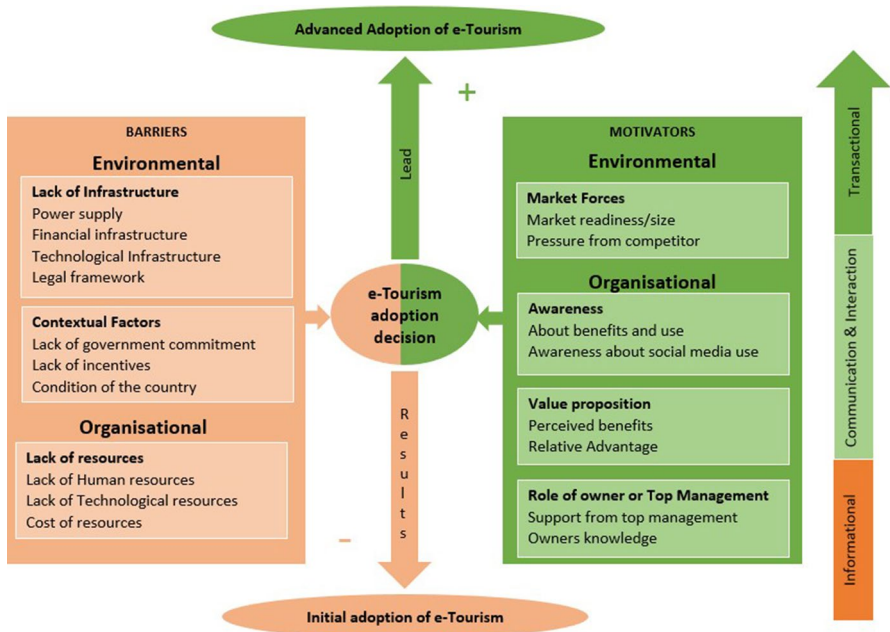 Advanced Adoption of e-Tourism
+
Lead
BARRIERS
Environmental
Lack of Infrastructure
Power supply
Financial infrastructure
Technological Infrastructure
Legal framework
Contextual Factors
Lack of government commitment
Lack of incentives
Condition of the country
Organisational
Lack of resources
Lack of Human resources
Lack of Technological resources
Cost of resources
e-Tourism
adoption
decision
Results
-
MOTIVATORS
Environmental
Market Forces
Market readiness/size
Pressure from competitor
Organisational
Awareness
About benefits and use
Awareness about social media use
Value proposition
Perceived benefits
Relative Advantage
Role of owner or Top Management
Support from top management
Owners knowledge
Transactional
Communication & Interaction
Informational
Initial adoption of e-Tourism